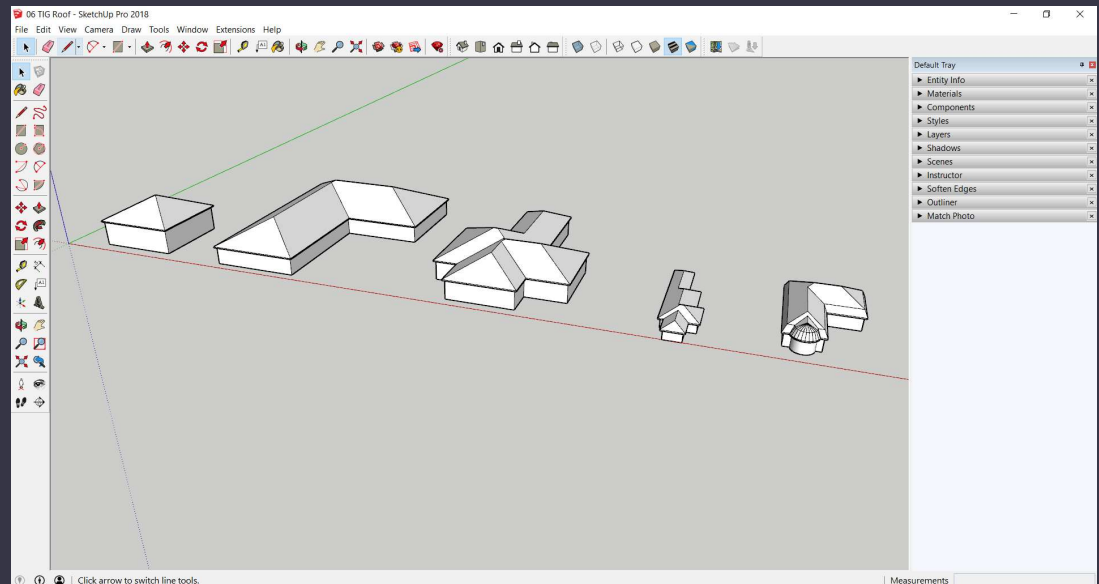 06 TIG Roof - SketchUp Pro 2018
File Edit View Camera Draw Tools Window Extensions Help
Default Tray
Entity Info
Materials
Components
Styles
Layers
Shadows
Scenes
Instructor
Soften Edges
Outliner
Match Photo
Click arrow to switch line tools.
Measurements